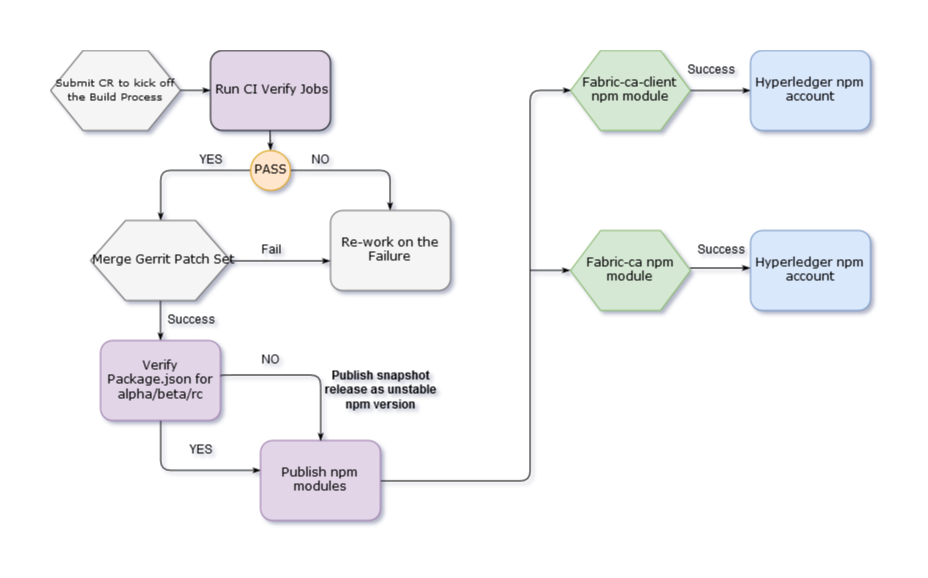 Submit CR to kick off
the Build Process
Run CI Verify Jobs
Fabric-ca-client
npm module
Success
Hyperledger npm
account
YES
PASS
NO
Merge Gerrit Patch Set
Fail
Re-work on the
Failure
Fabric-ca npm
module
Success
Hyperledger npm
account
Success
Verify
Package.json for
alpha/beta/rc
NO
Publish snapshot
release as unstable
npm version
YES
Publish npm
modules